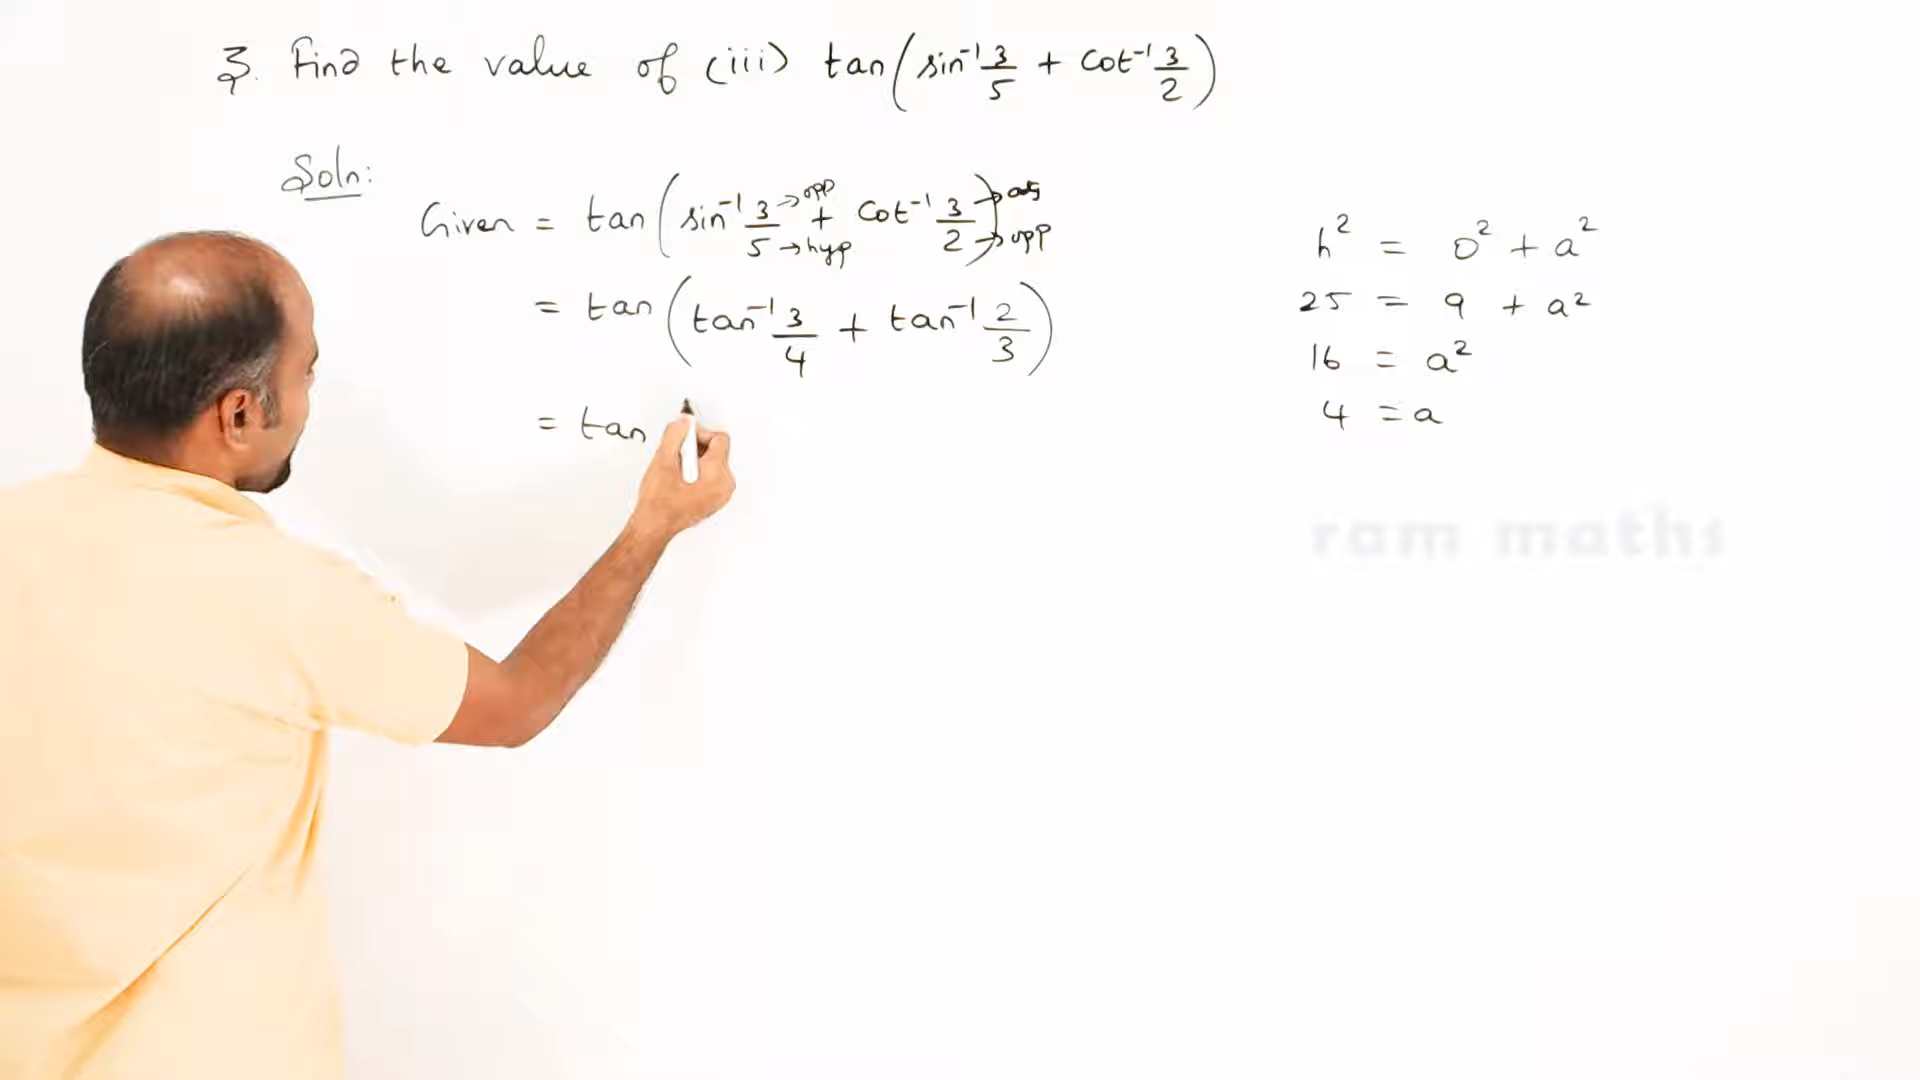 3. Find the value of (iii) tan(sin⁻¹ 3/5 + cot⁻¹ 3/2)
Soln:
Given = tan(sin⁻¹ 3/5 + cot⁻¹ 3/2)
→opp →hyp →adj →opp
= tan(tan⁻¹ 3/4 + tan⁻¹ 2/3)
= tan
h² = o² + a²
25 = 9 + a²
16 = a²
4 = a
ram maths